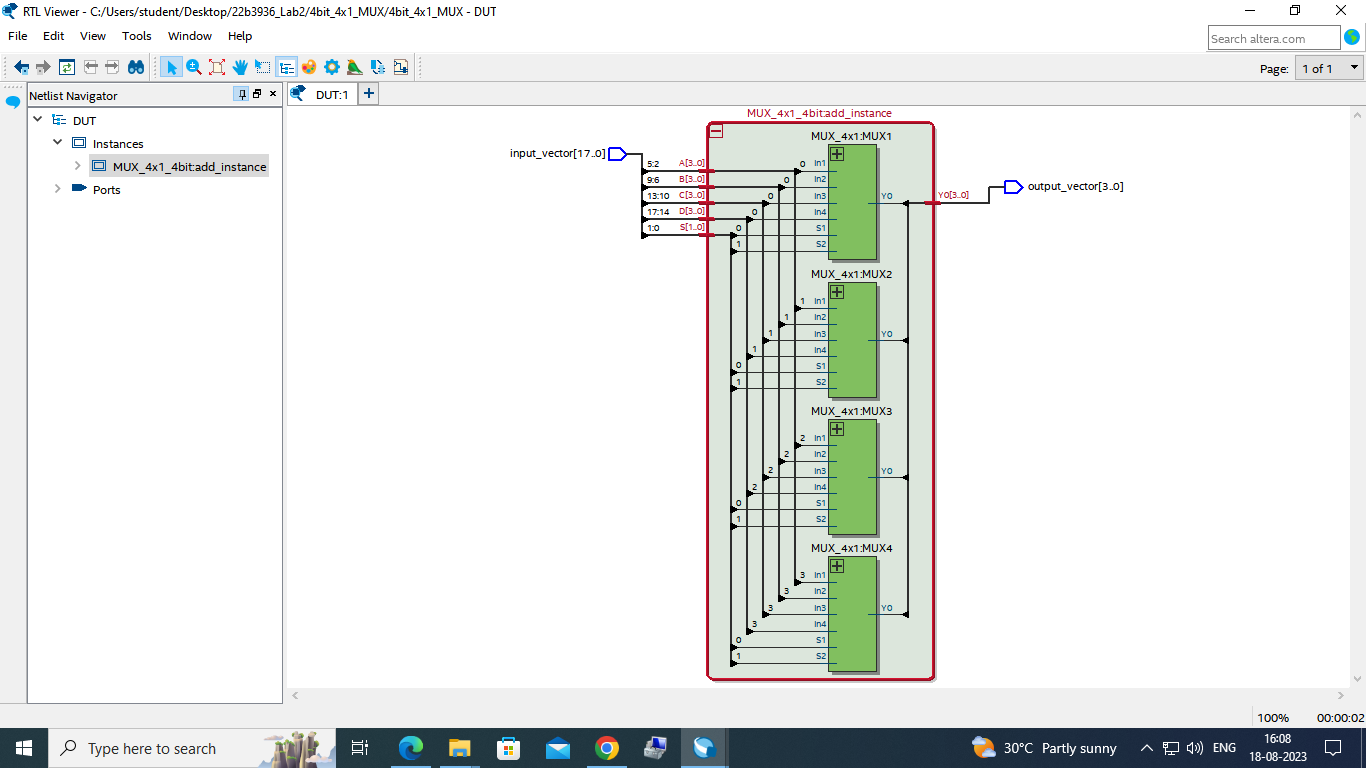 RTL Viewer - C:/Users/student/Desktop/22b3936_Lab2/4bit_4x1_MUX/4bit_4x1_MUX - DUT
File Edit View Tools Window Help
Search altera.com
Page: 1 of 1
Netlist Navigator
DUT:1
DUT
Instances
MUX_4x1_4bit:add_instance
Ports
MUX_4x1_4bit:add_instance
input_vector[17..0]
5:2 A[3..0]
9:6 B[3..0]
13:10 C[3..0]
17:14 D[3..0]
1:0 S[1..0]
MUX_4x1:MUX1
0 In1
0 In2
0 In3
0 In4
0 S1
1 S2
Y0
Y0[3..0]
output_vector[3..0]
MUX_4x1:MUX2
1 In1
1 In2
1 In3
1 In4
0 S1
1 S2
Y0
MUX_4x1:MUX3
2 In1
2 In2
2 In3
2 In4
0 S1
1 S2
Y0
MUX_4x1:MUX4
3 In1
3 In2
3 In3
3 In4
0 S1
1 S2
Y0
100% 00:00:02
Type here to search
30°C Partly sunny
ENG
16:08
18-08-2023